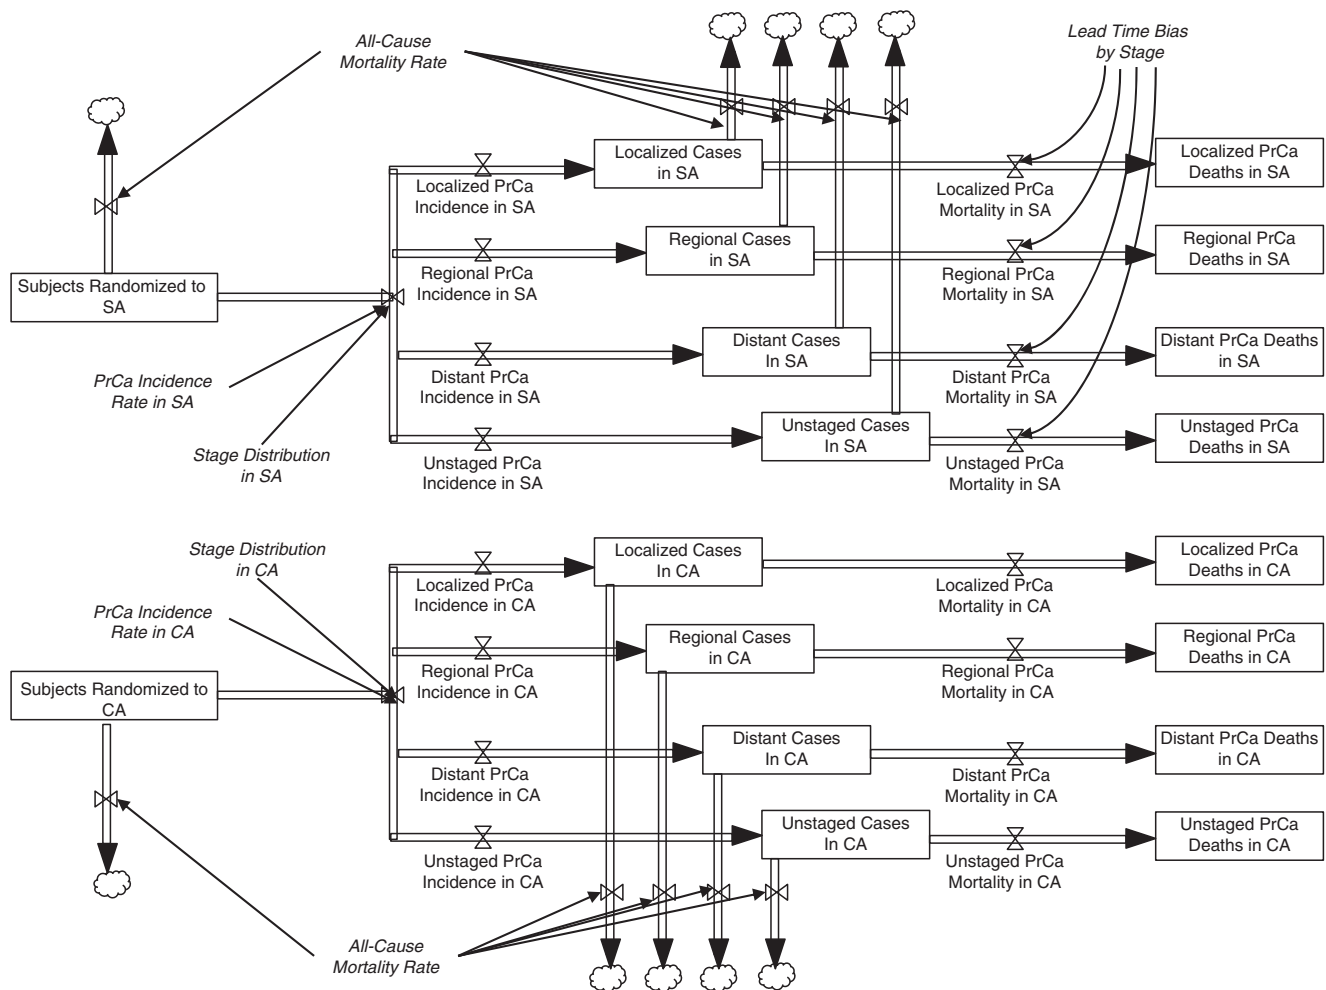 All-Cause
Mortality Rate
Lead Time Bias
by Stage
Localized Cases
in SA
Localized PrCa
Deaths in SA
Localized PrCa
Incidence in SA
Localized PrCa
Mortality in SA
Regional Cases
in SA
Regional PrCa
Deaths in SA
Subjects Randomized to
SA
Regional PrCa
Incidence in SA
Regional PrCa
Mortality in SA
Distant Cases
In SA
Distant PrCa Deaths
in SA
PrCa Incidence
Rate in SA
Distant PrCa
Incidence in SA
Distant PrCa
Mortality in SA
Unstaged Cases
In SA
Unstaged PrCa
Deaths in SA
Stage Distribution
in SA
Unstaged PrCa
Incidence in SA
Unstaged PrCa
Mortality in SA
Stage Distribution
in CA
Localized Cases
In CA
Localized PrCa
Deaths in CA
Localized PrCa
Incidence in CA
Localized PrCa
Mortality in CA
PrCa Incidence
Rate in CA
Regional Cases
in CA
Regional PrCa
Deaths in CA
Subjects Randomized to
CA
Regional PrCa
Incidence in CA
Regional PrCa
Mortality in CA
Distant Cases
In CA
Distant PrCa Deaths
in CA
Distant PrCa
Incidence in CA
Distant PrCa
Mortality in CA
Unstaged Cases
In CA
Unstaged PrCa
Deaths in CA
Unstaged PrCa
Incidence in CA
Unstaged PrCa
Mortality in CA
All-Cause
Mortality Rate